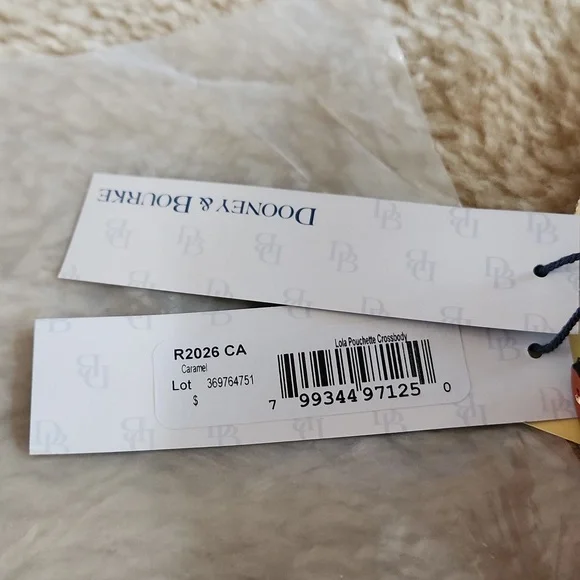 DOONEY & BOURKE
R2026 CA
Lola Pouchette Crossbody
Caramel
Lot 369764751
$
7 99344 97125 0